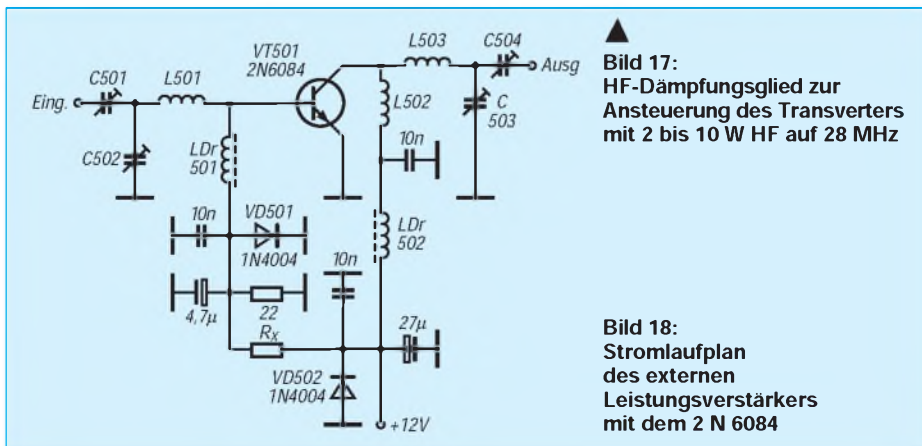 VT501
2N6084
L503
C504
Ausg
C501
L501
Eing.
L502
C
503
C502
LDr
501
10n
10n
VD501
1N4004
LDr
502
10n
4,7µ
22
27µ
RX
VD502
1N4004
+12V
Bild 17:
HF-Dämpfungsglied zur
Ansteuerung des Transverters
mit 2 bis 10 W HF auf 28 MHz
Bild 18:
Stromlaufplan
des externen
Leistungsverstärkers
mit dem 2 N 6084